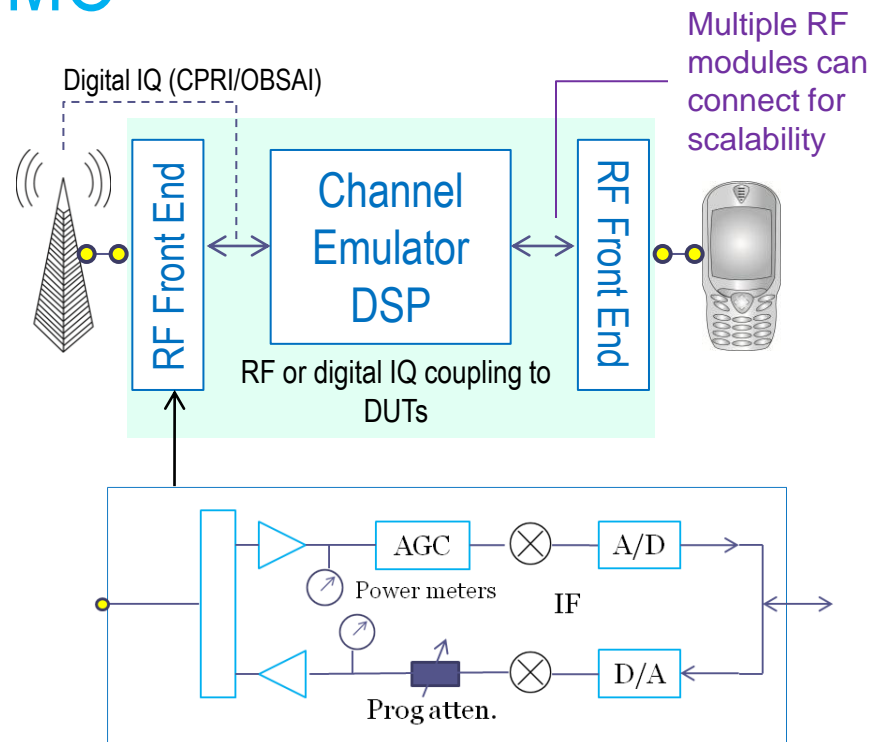 Multiple RF
modules can
connect for
scalability
Digital IQ (CPRI/OBSAI)
RF Front End
Channel
Emulator
DSP
RF Front End
RF or digital IQ coupling to
DUTs
AGC
A/D
Power meters
IF
D/A
Prog atten.